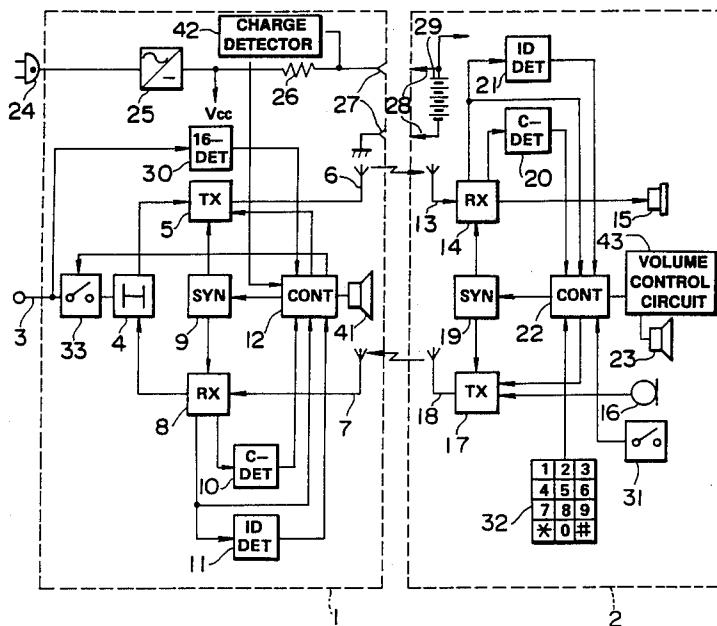 42
CHARGE
DETECTOR
29
ID
DET
21
24
25
Vcc
26
27
28
C-
DET
20
16-
DET
30
6
TX
5
13
RX
14
15
43
VOLUME
CONTROL
CIRCUIT
3
33
4
SYN
9
CONT
12
41
SYN
19
CONT
22
23
RX
8
7
18
TX
17
16
31
C-
DET
10
ID
DET
11
32
1 2 3
4 5 6
7 8 9
* 0 #
1
2